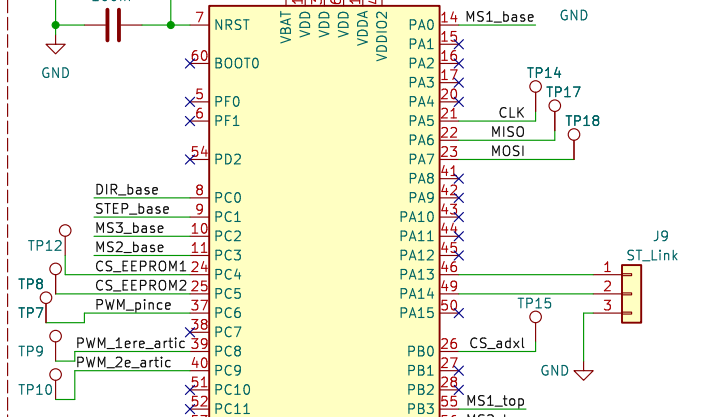 7 NRST
GND
60 BOOT0
5 PF0
6 PF1
54 PD2
DIR_base 8 PC0
STEP_base 9 PC1
MS3_base 10 PC2
MS2_base 11 PC3
TP12 CS_EEPROM1 24 PC4
TP8 CS_EEPROM2 25 PC5
TP7 PWM_pince 37 PC6
38 PC7
TP9 PWM_1ere_artic 39 PC8
TP10 PWM_2e_artic 40 PC9
51 PC10
52 PC11
VBAT VDD VDD VDD VDDA VDDIO2
PA0 14 MS1_base GND
PA1 15
PA2 16
PA3 17
PA4 20
TP14
PA5 21 CLK
TP17
PA6 22 MISO
TP18
PA7 23 MOSI
PA8 41
PA9 42
PA10 43
PA11 44
PA12 45
PA13 46
PA14 49
PA15 50
J9
ST_Link
1
2
3
GND
TP15
PB0 26 CS_adxl
PB1 27
PB2 28
PB3 55 MS1_top